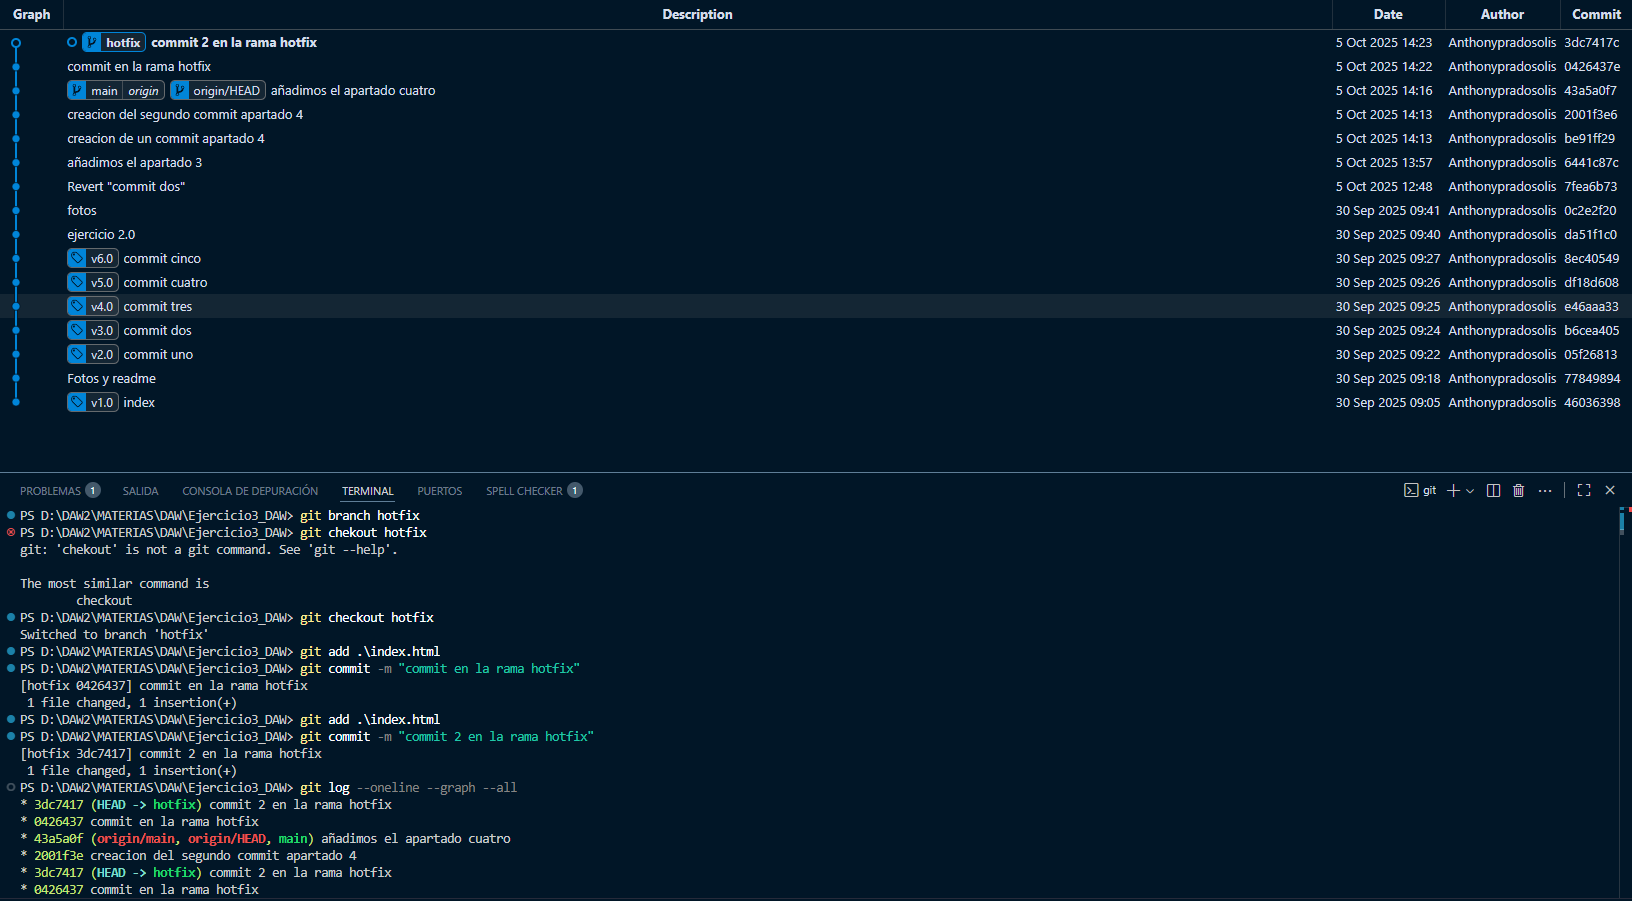 Graph Description Date Author Commit
hotfix commit 2 en la rama hotfix 5 Oct 2025 14:23 Anthonypradosolis 3dc7417c
commit en la rama hotfix 5 Oct 2025 14:22 Anthonypradosolis 0426437e
main origin origin/HEAD añadimos el apartado cuatro 5 Oct 2025 14:16 Anthonypradosolis 43a5a0f7
creacion del segundo commit apartado 4 5 Oct 2025 14:13 Anthonypradosolis 2001f3e6
creacion de un commit apartado 4 5 Oct 2025 14:13 Anthonypradosolis be91ff29
añadimos el apartado 3 5 Oct 2025 13:57 Anthonypradosolis 6441c87c
Revert "commit dos" 5 Oct 2025 12:48 Anthonypradosolis 7fea6b73
fotos 30 Sep 2025 09:41 Anthonypradosolis 0c2e2f20
ejercicio 2.0 30 Sep 2025 09:40 Anthonypradosolis da51f1c0
v6.0 commit cinco 30 Sep 2025 09:27 Anthonypradosolis 8ec40549
v5.0 commit cuatro 30 Sep 2025 09:26 Anthonypradosolis df18d608
v4.0 commit tres 30 Sep 2025 09:25 Anthonypradosolis e46aaa33
v3.0 commit dos 30 Sep 2025 09:24 Anthonypradosolis b6cea405
v2.0 commit uno 30 Sep 2025 09:22 Anthonypradosolis 05f26813
Fotos y readme 30 Sep 2025 09:18 Anthonypradosolis 77849894
v1.0 index 30 Sep 2025 09:05 Anthonypradosolis 46036398
PROBLEMAS 1 SALIDA CONSOLA DE DEPURACIÓN TERMINAL PUERTOS SPELL CHECKER 1 git
PS D:\DAW2\MATERIAS\DAW\Ejercicio3_DAW> git branch hotfix
PS D:\DAW2\MATERIAS\DAW\Ejercicio3_DAW> git chekout hotfix
git: 'chekout' is not a git command. See 'git --help'.
The most similar command is
checkout
PS D:\DAW2\MATERIAS\DAW\Ejercicio3_DAW> git checkout hotfix
Switched to branch 'hotfix'
PS D:\DAW2\MATERIAS\DAW\Ejercicio3_DAW> git add .\index.html
PS D:\DAW2\MATERIAS\DAW\Ejercicio3_DAW> git commit -m "commit en la rama hotfix"
[hotfix 0426437] commit en la rama hotfix
1 file changed, 1 insertion(+)
PS D:\DAW2\MATERIAS\DAW\Ejercicio3_DAW> git add .\index.html
PS D:\DAW2\MATERIAS\DAW\Ejercicio3_DAW> git commit -m "commit 2 en la rama hotfix"
[hotfix 3dc7417] commit 2 en la rama hotfix
1 file changed, 1 insertion(+)
PS D:\DAW2\MATERIAS\DAW\Ejercicio3_DAW> git log --oneline --graph --all
* 3dc7417 (HEAD -> hotfix) commit 2 en la rama hotfix
* 0426437 commit en la rama hotfix
* 43a5a0f (origin/main, origin/HEAD, main) añadimos el apartado cuatro
* 2001f3e creacion del segundo commit apartado 4
* 3dc7417 (HEAD -> hotfix) commit 2 en la rama hotfix
* 0426437 commit en la rama hotfix